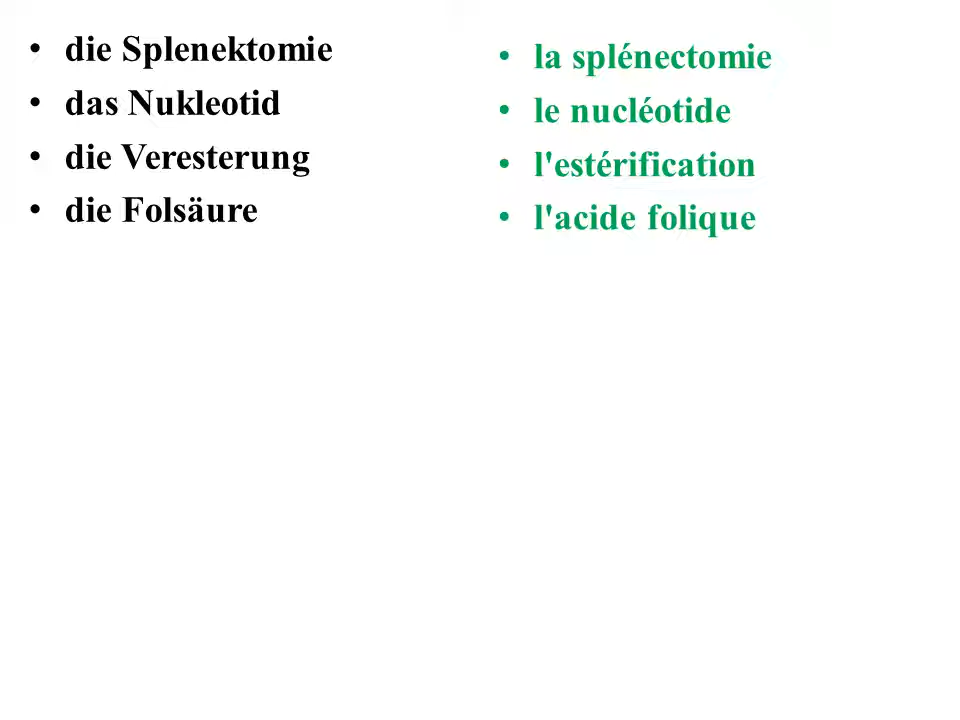 • die Splenektomie
• das Nukleotid
• die Veresterung
• die Folsäure
• la splénectomie
• le nucléotide
• l'estérification
• l'acide folique